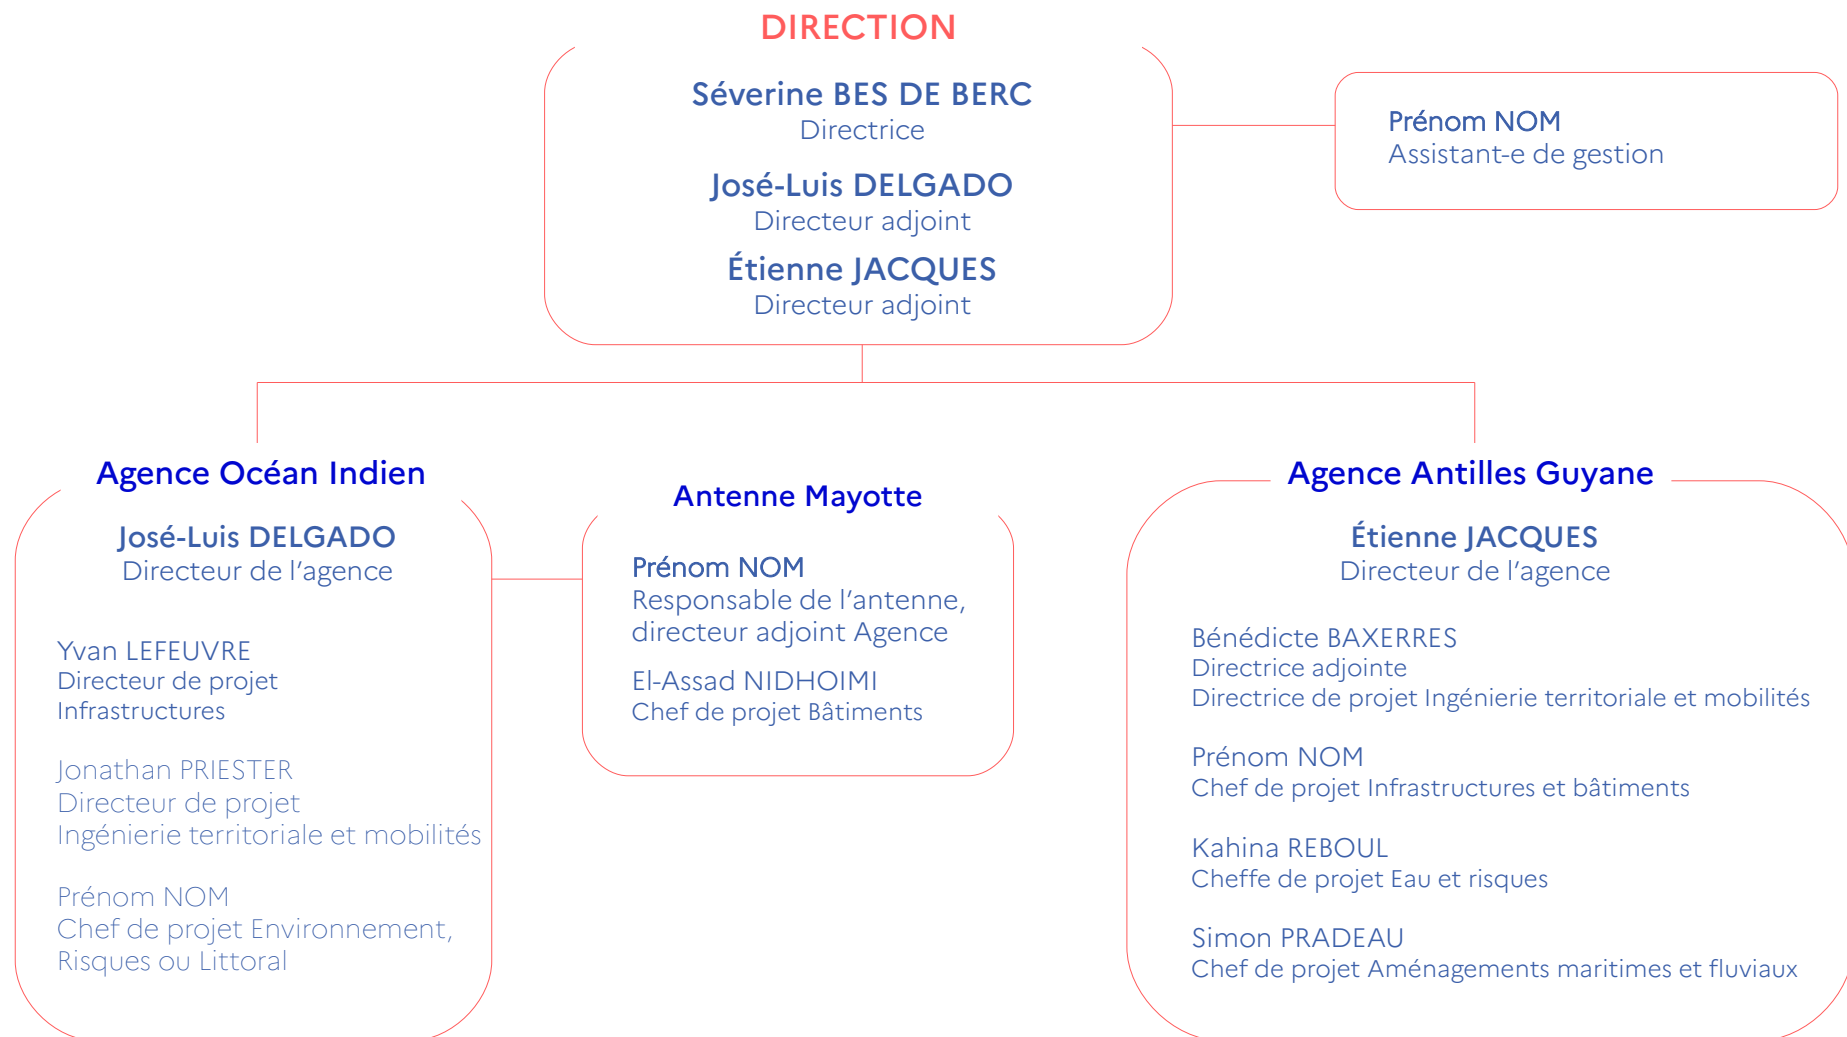 DIRECTION
Séverine BES DE BERC
Directrice
José-Luis DELGADO
Directeur adjoint
Étienne JACQUES
Directeur adjoint
Prénom NOM
Assistant-e de gestion
Agence Océan Indien
José-Luis DELGADO
Directeur de l’agence
Yvan LEFEUVRE
Directeur de projet
Infrastructures
Jonathan PRIESTER
Directeur de projet
Ingénierie territoriale et mobilités
Prénom NOM
Chef de projet Environnement,
Risques ou Littoral
Antenne Mayotte
Prénom NOM
Responsable de l’antenne,
directeur adjoint Agence
El-Assad NIDHOIMI
Chef de projet Bâtiments
Agence Antilles Guyane
Étienne JACQUES
Directeur de l’agence
Bénédicte BAXERRES
Directrice adjointe
Directrice de projet Ingénierie territoriale et mobilités
Prénom NOM
Chef de projet Infrastructures et bâtiments
Kahina REBOUL
Cheffe de projet Eau et risques
Simon PRADEAU
Chef de projet Aménagements maritimes et fluviaux